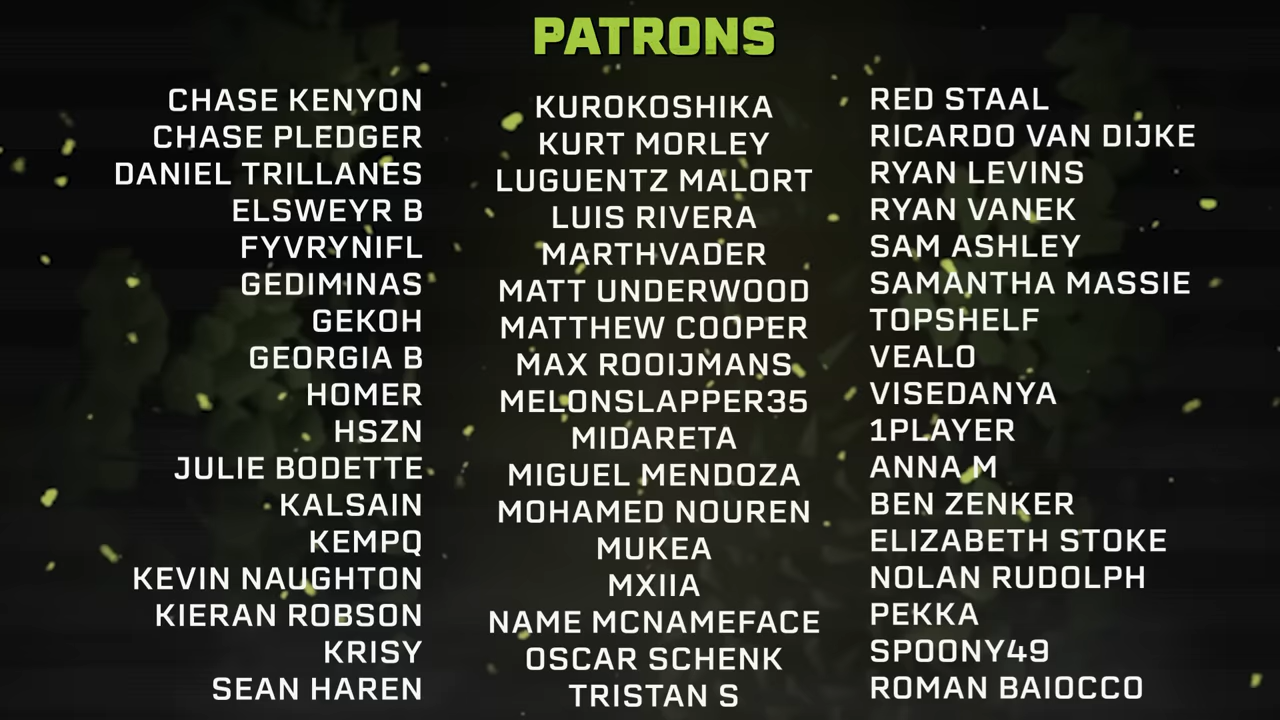 PATRONS
CHASE KENYON
CHASE PLEDGER
DANIEL TRILLANES
ELSWEYR B
FYVRYNIFL
GEDIMINAS
GEKOH
GEORGIA B
HOMER
HSZN
JULIE BODETTE
KALSAIN
KEMPQ
KEVIN NAUGHTON
KIERAN ROBSON
KRISY
SEAN HAREN
KUROKOSHIKA
KURT MORLEY
LUGUENTZ MALORT
LUIS RIVERA
MARTHVADER
MATT UNDERWOOD
MATTHEW COOPER
MAX ROOIJMANS
MELONSLAPPER35
MIDARETA
MIGUEL MENDOZA
MOHAMED NOUREN
MUKEA
MXIIA
NAME MCNAMEFACE
OSCAR SCHENK
TRISTAN S
RED STAAL
RICARDO VAN DIJKE
RYAN LEVINS
RYAN VANEK
SAM ASHLEY
SAMANTHA MASSIE
TOPSHELF
VEALO
VISEDANYA
1PLAYER
ANNA M
BEN ZENKER
ELIZABETH STOKE
NOLAN RUDOLPH
PEKKA
SPOONY49
ROMAN BAIOCCO